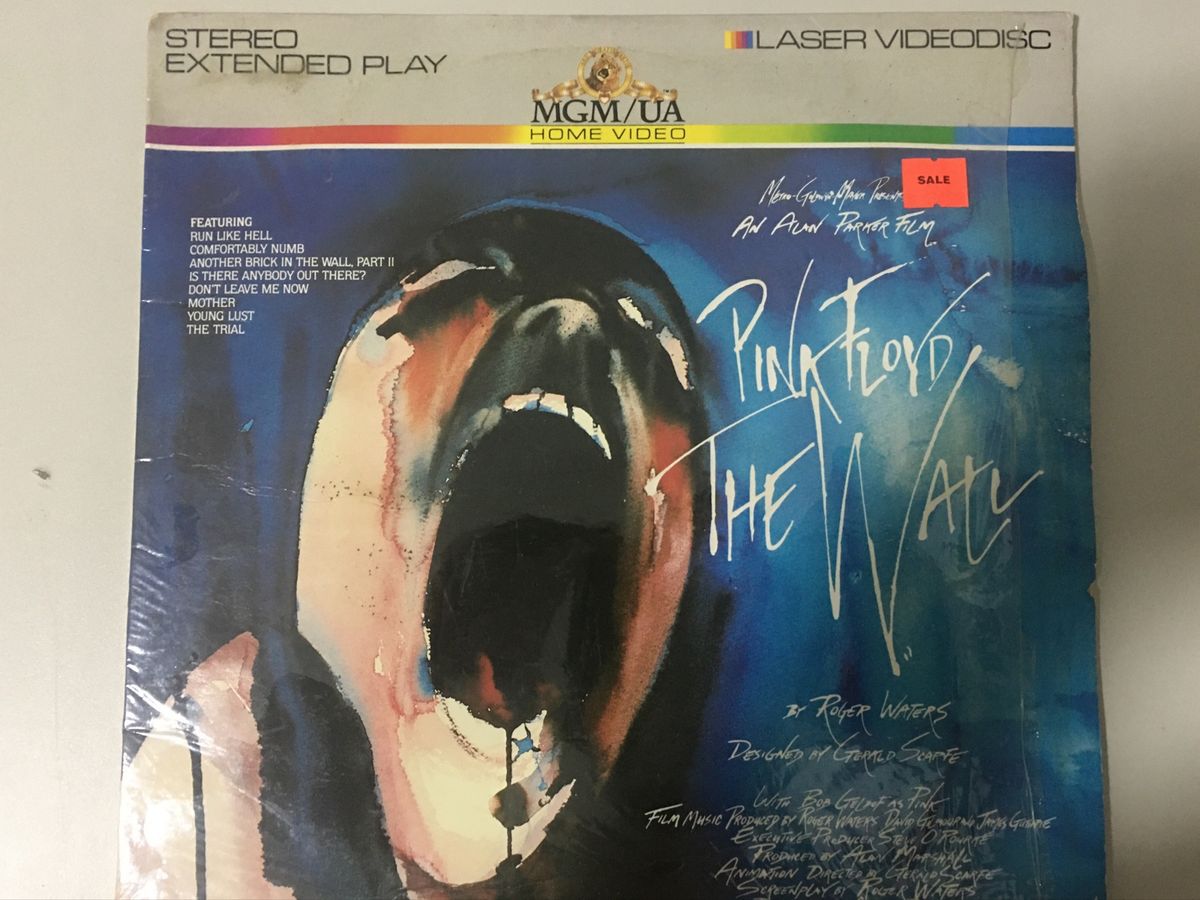 STEREO
EXTENDED PLAY
LASER VIDEODISC
MGM/UA
HOME VIDEO
SALE
METRO-GOLDWYN-MAYER PRESENTS
AN ALAN PARKER FILM
FEATURING
RUN LIKE HELL
COMFORTABLY NUMB
ANOTHER BRICK IN THE WALL, PART II
IS THERE ANYBODY OUT THERE?
DON'T LEAVE ME NOW
MOTHER
YOUNG LUST
THE TRIAL
PINK FLOYD
THE WALL
BY ROGER WATERS
DESIGNED BY GERALD SCARFE
WITH BOB GELDOF AS PINK
FILM MUSIC PRODUCED BY ROGER WATERS DAVID GILMOUR AND JAMES GUTHRIE
EXECUTIVE PRODUCER STEVE O'ROURKE
PRODUCED BY ALAN MARSHALL
ANIMATION DIRECTED BY GERALD SCARFE
SCREENPLAY BY ROGER WATERS